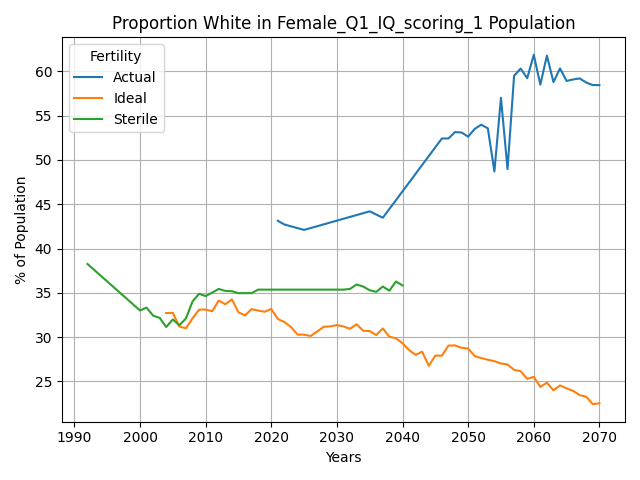 Proportion White in Female_Q1_IQ_scoring_1 Population
Fertility
Actual
Ideal
Sterile
% of Population
60
55
50
45
40
35
30
25
1990
2000
2010
2020
2030
2040
2050
2060
2070
Years